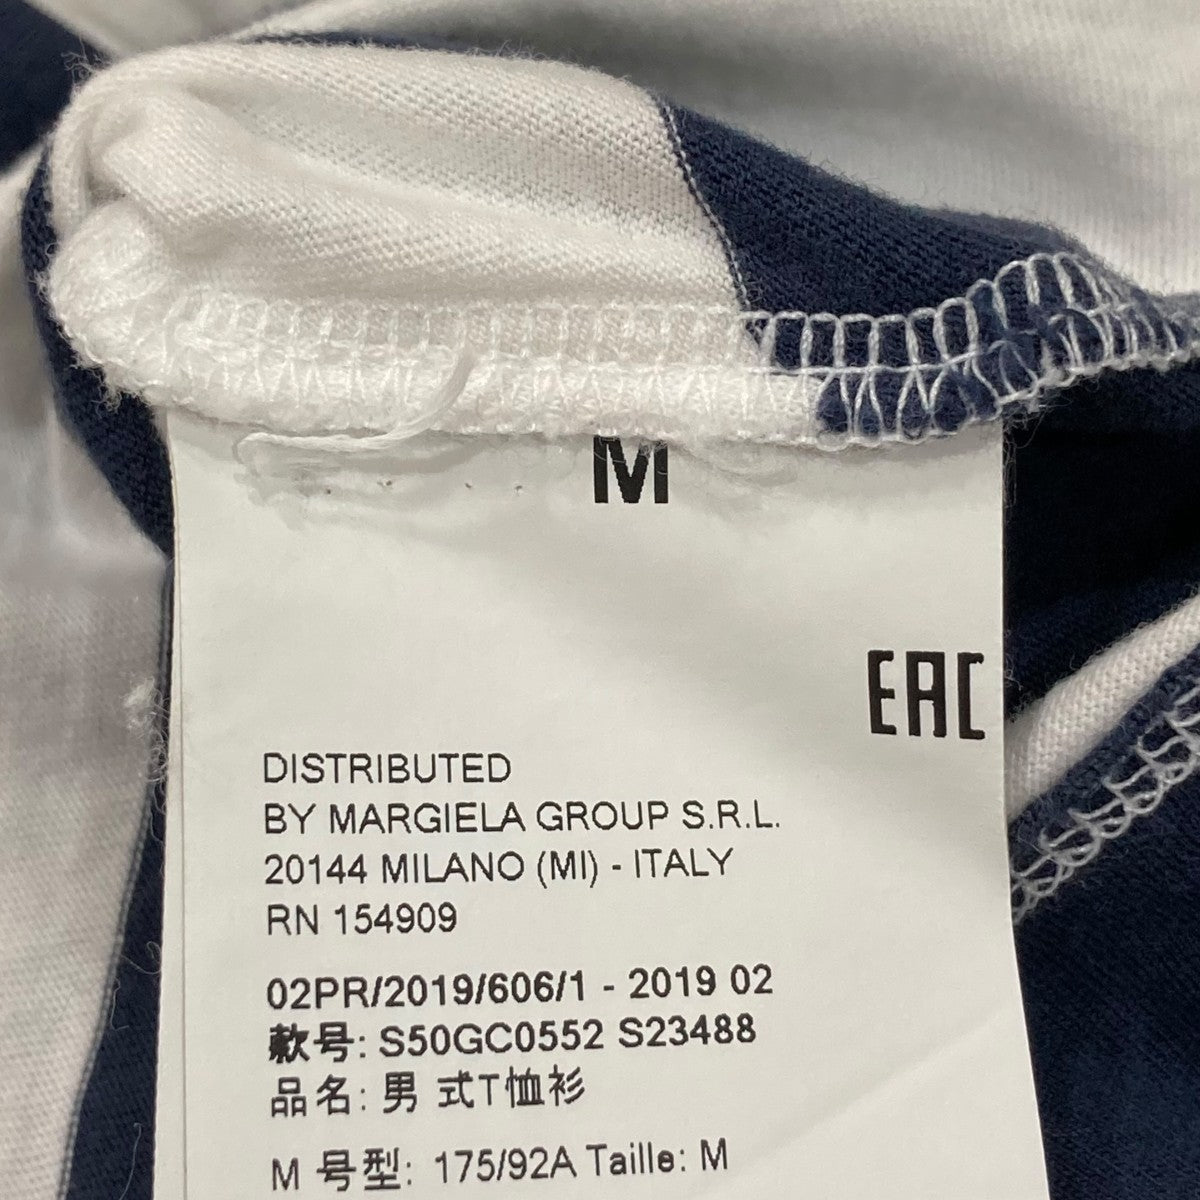 M
EAC
DISTRIBUTED
BY MARGIELA GROUP S.R.L.
20144 MILANO (MI) - ITALY
RN 154909
02PR/2019/606/1 - 2019 02
款号: S50GC0552 S23488
品名: 男 式T恤衫
M 号型: 175/92A Taille: M